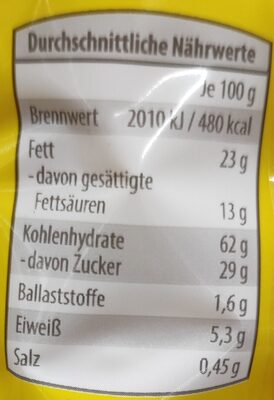 Durchschnittliche Nährwerte
Je 100 g
Brennwert 2010 kJ / 480 kcal
Fett 23 g
-davon gesättigte
Fettsäuren 13 g
Kohlenhydrate 62 g
-davon Zucker 29 g
Ballaststoffe 1,6 g
Eiweiß 5,3 g
Salz 0,45 g